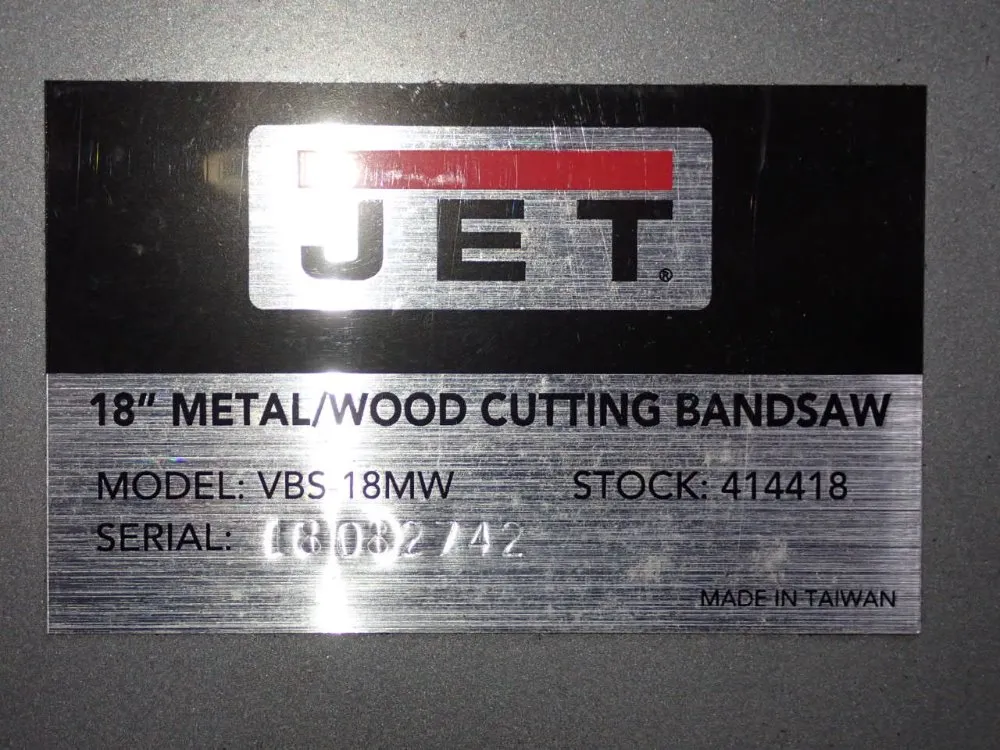 JET®
18" METAL/WOOD CUTTING BANDSAW
MODEL: VBS-18MW STOCK: 414418
SERIAL: 18082742
MADE IN TAIWAN